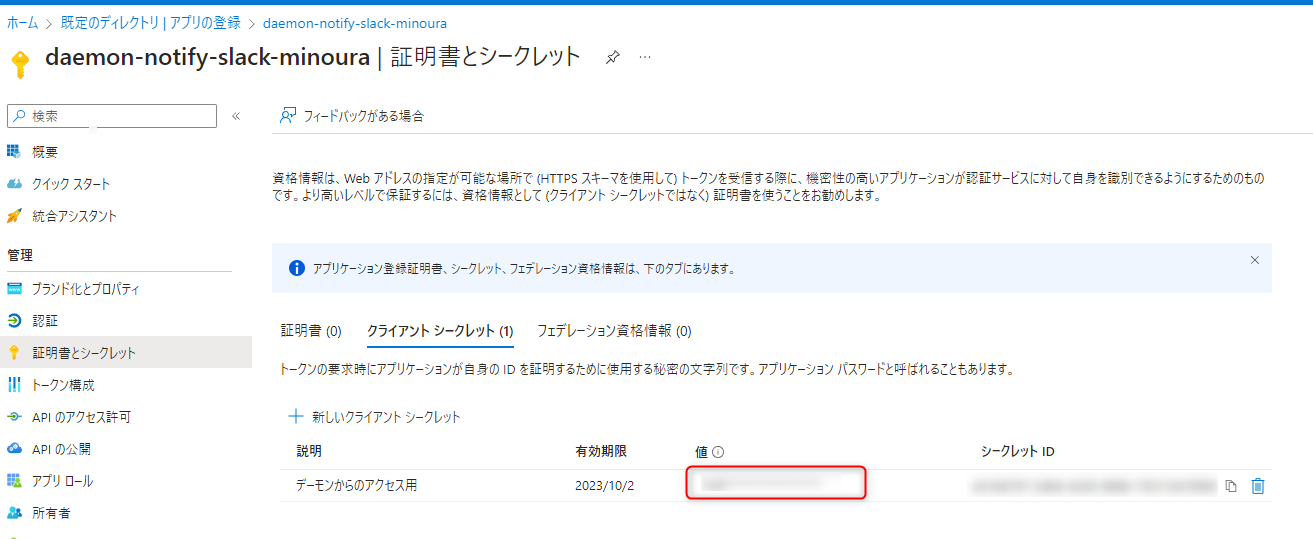 ホーム > 既定のディレクトリ | アプリの登録 > daemon-notify-slack-minoura
daemon-notify-slack-minoura | 証明書とシークレット
検索
概要
クイック スタート
統合アシスタント
管理
ブランド化とプロパティ
認証
証明書とシークレット
トークン構成
API のアクセス許可
API の公開
アプリ ロール
所有者
フィードバックがある場合
資格情報は、Web アドレスの指定が可能な場所で (HTTPS スキーマを使用して) トークンを受信する際に、機密性の高いアプリケーションが認証サービスに対して自身を識別できるようにするためのもの
です。より高いレベルで保証するには、資格情報として (クライアント シークレットではなく) 証明書を使うことをお勧めします。
アプリケーション登録証明書、シークレット、フェデレーション資格情報は、下のタブにあります。
証明書 (0) クライアント シークレット (1) フェデレーション資格情報 (0)
トークンの要求時にアプリケーションが自身の ID を証明するために使用する秘密の文字列です。アプリケーション パスワードと呼ばれることもあります。
新しいクライアント シークレット
説明 有効期限 値 シークレット ID
デーモンからのアクセス用 2023/10/2